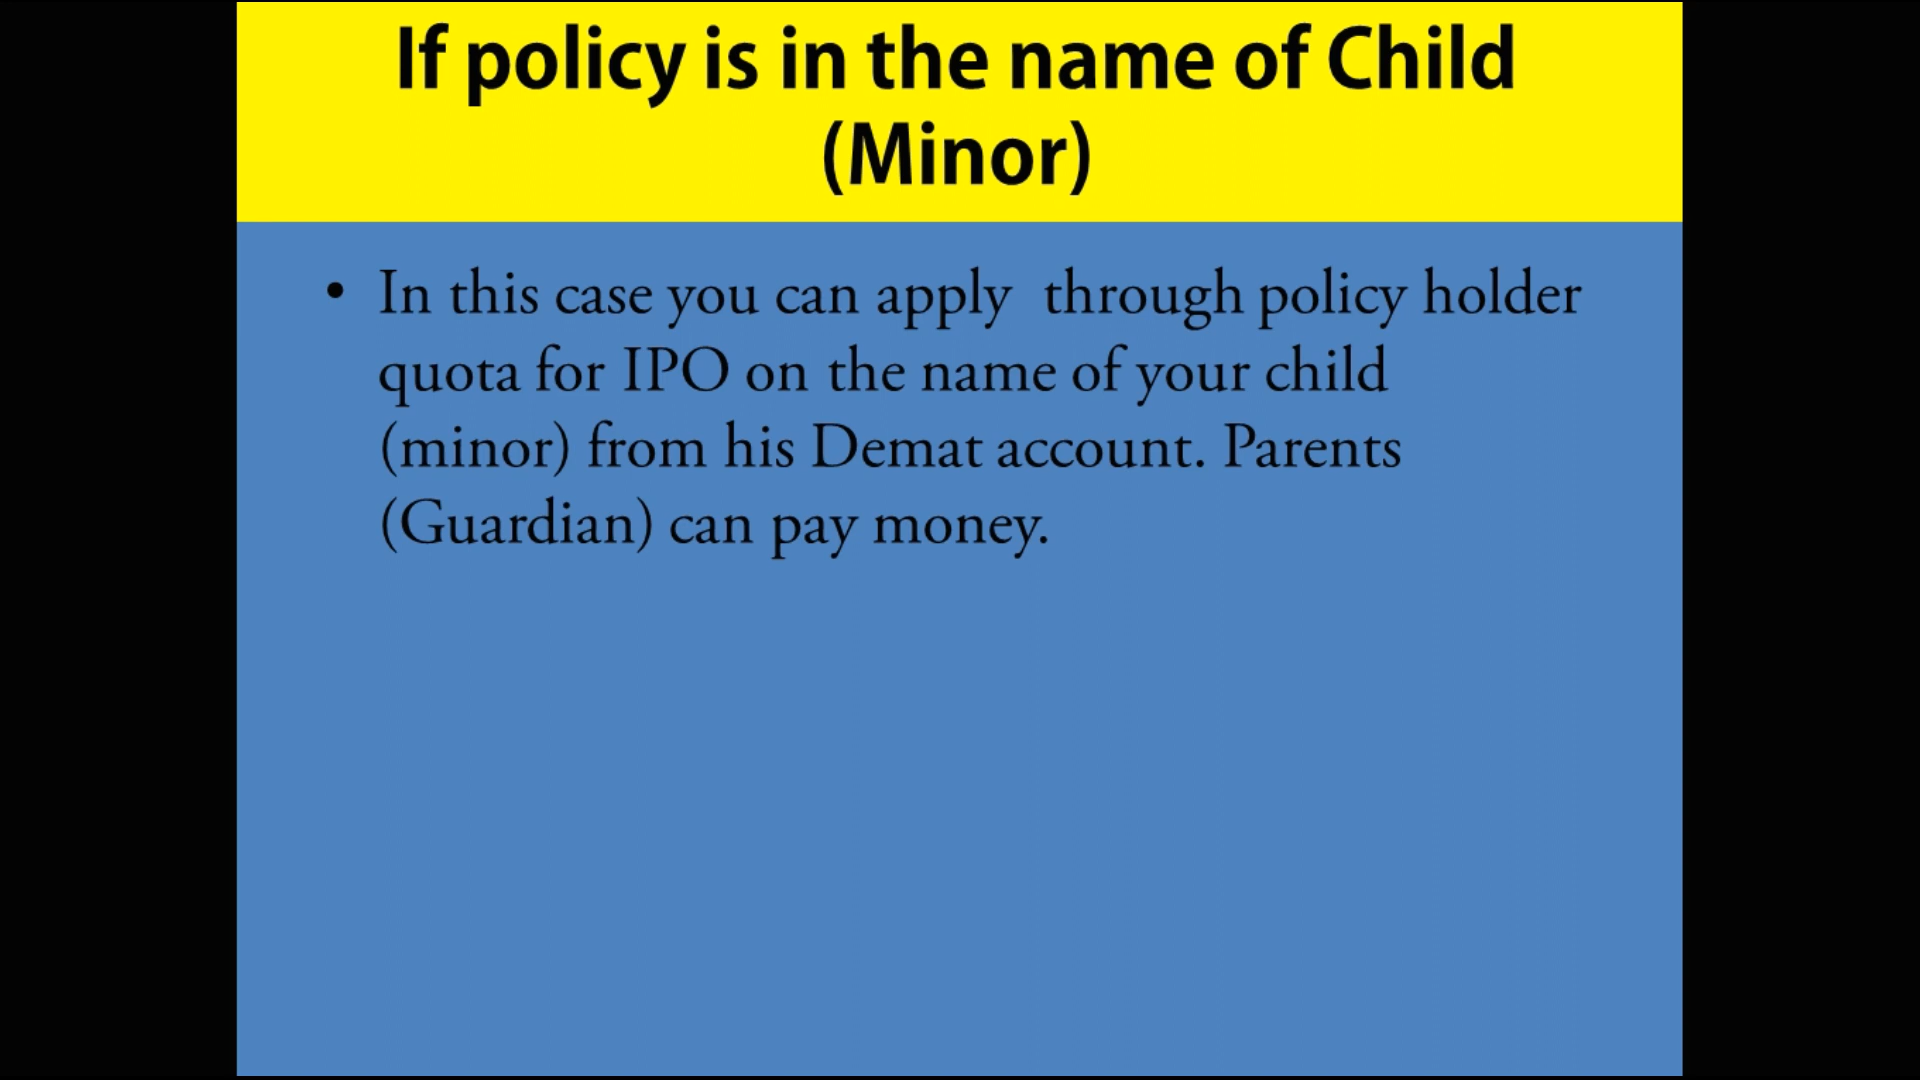 If policy is in the name of Child
(Minor)
• In this case you can apply  through policy holder
quota for IPO on the name of your child
(minor) from his Demat account. Parents
(Guardian) can pay money.